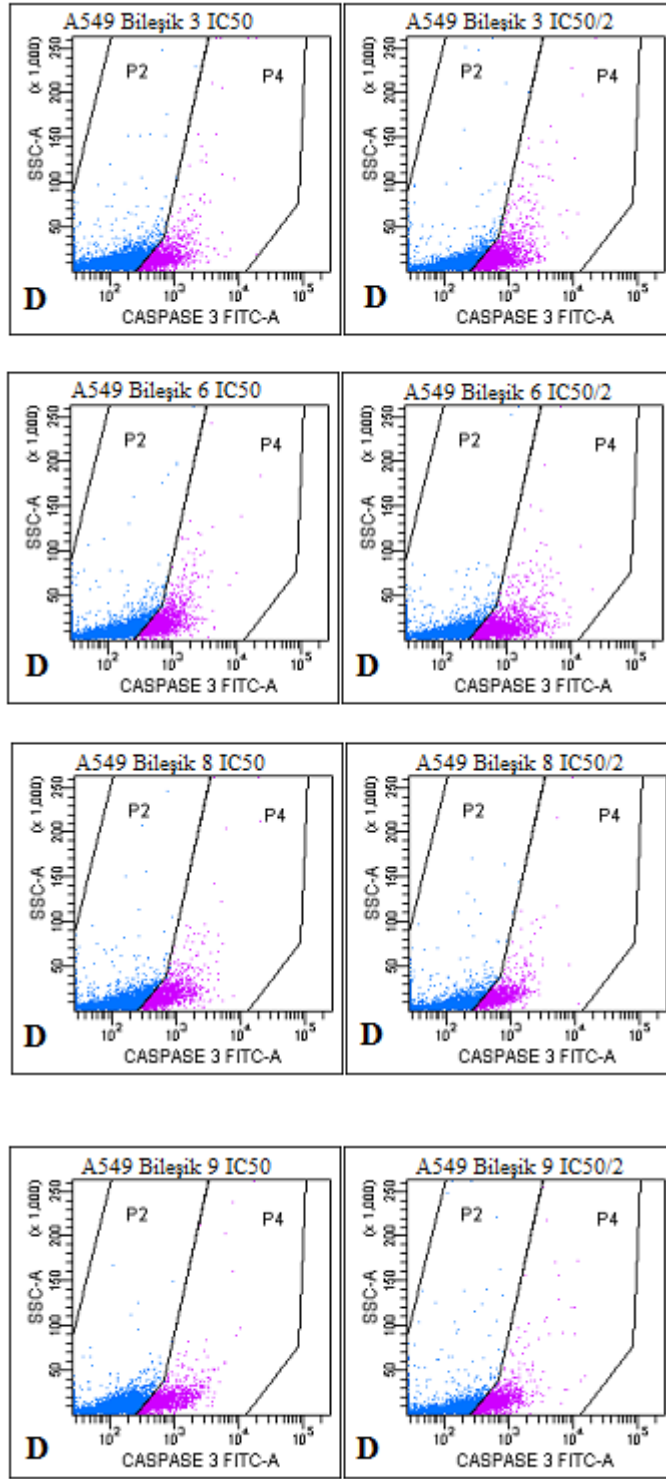 A549 Bileşik 3 IC50
SSC-A (x 1,000)
50 100 150 200 250
P2
P4
10² 10³ 10⁴ 10⁵
D
CASPASE 3 FITC-A
A549 Bileşik 3 IC50/2
SSC-A (x 1,000)
50 100 150 200 250
P2
P4
10² 10³ 10⁴ 10⁵
D
CASPASE 3 FITC-A
A549 Bileşik 6 IC50
SSC-A (x 1,000)
50 100 150 200 250
P2
P4
10² 10³ 10⁴ 10⁵
D
CASPASE 3 FITC-A
A549 Bileşik 6 IC50/2
SSC-A (x 1,000)
50 100 150 200 250
P2
P4
10² 10³ 10⁴ 10⁵
D
CASPASE 3 FITC-A
A549 Bileşik 8 IC50
SSC-A (x 1,000)
50 100 150 200 250
P2
P4
10² 10³ 10⁴ 10⁵
D
CASPASE 3 FITC-A
A549 Bileşik 8 IC50/2
SSC-A (x 1,000)
50 100 150 200 250
P2
P4
10² 10³ 10⁴ 10⁵
D
CASPASE 3 FITC-A
A549 Bileşik 9 IC50
SSC-A (x 1,000)
50 100 150 200 250
P2
P4
10² 10³ 10⁴ 10⁵
D
CASPASE 3 FITC-A
A549 Bileşik 9 IC50/2
SSC-A (x 1,000)
50 100 150 200 250
P2
P4
10² 10³ 10⁴ 10⁵
D
CASPASE 3 FITC-A